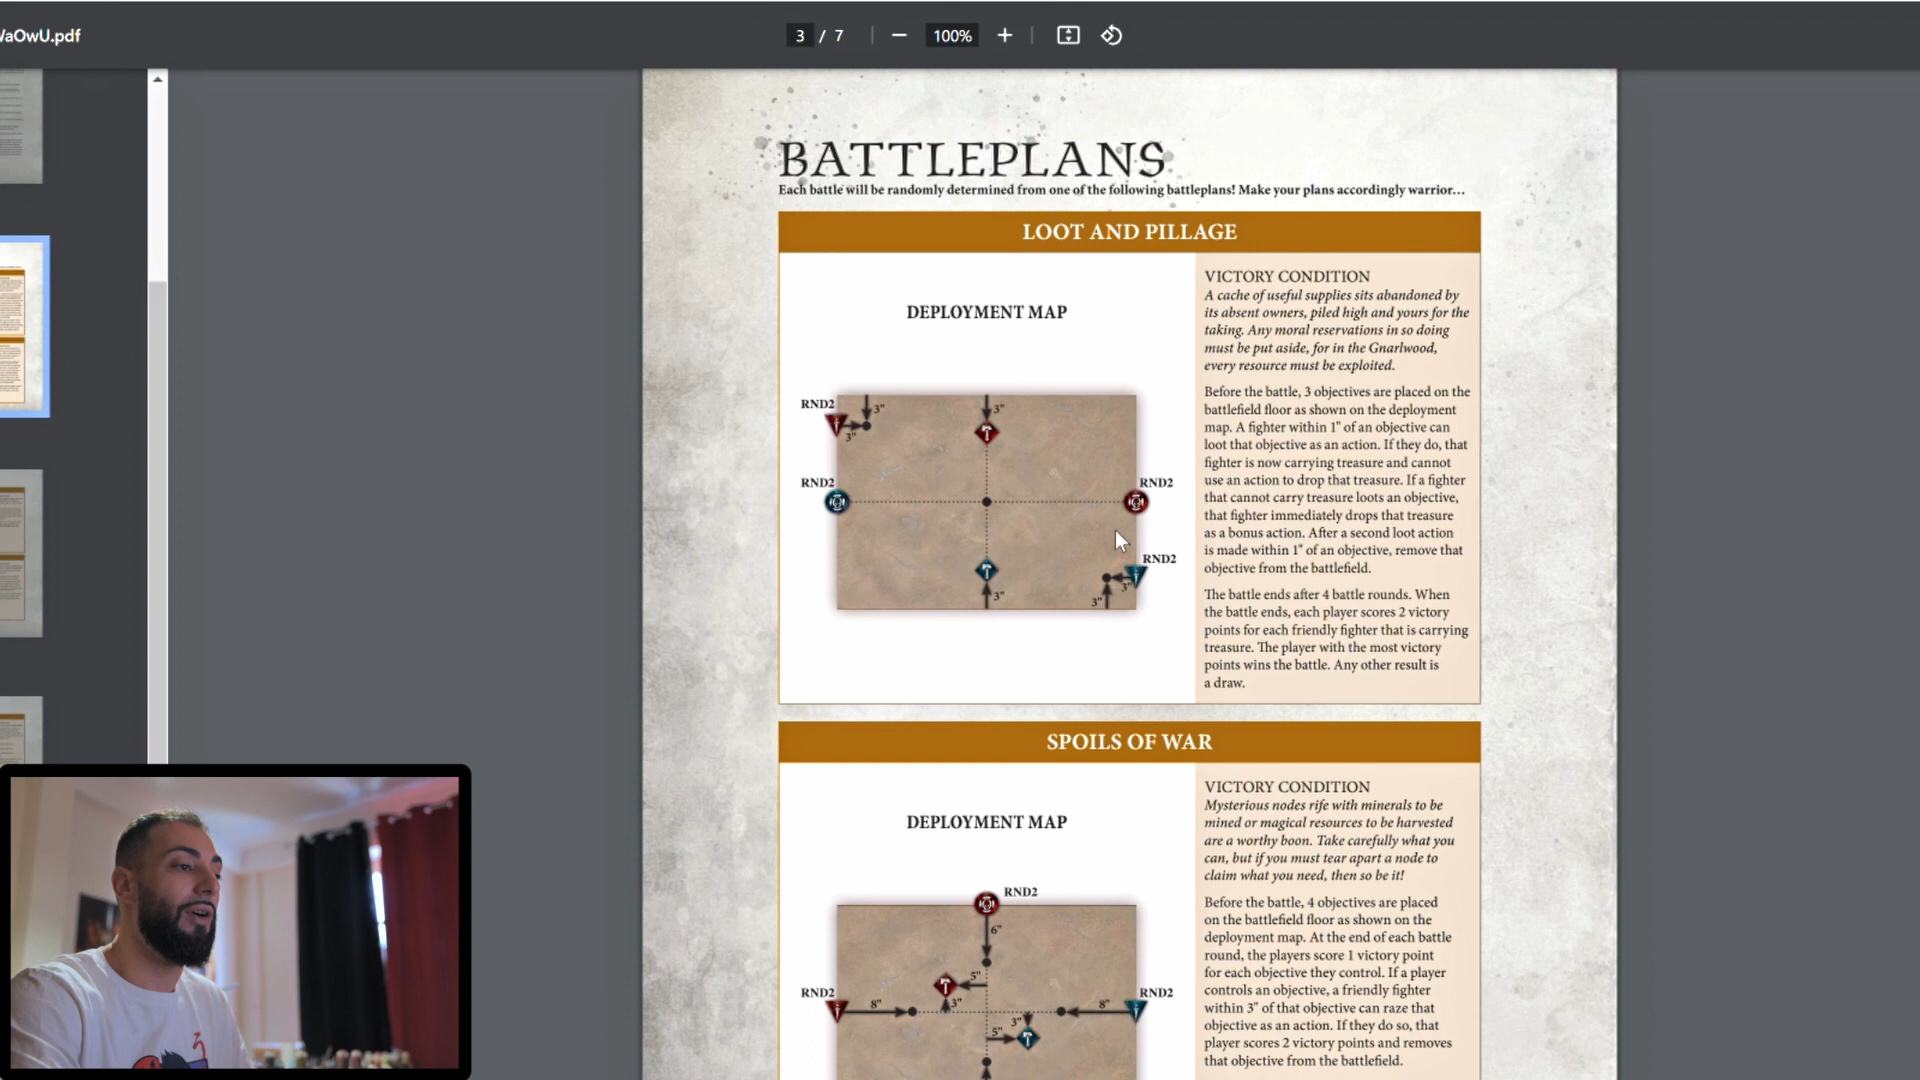 VaOwU.pdf
3 / 7
100%
BATTLEPLANS
Each battle will be randomly determined from one of the following battleplans! Make your plans accordingly warrior…
LOOT AND PILLAGE
DEPLOYMENT MAP
RND2
3"
3"
3"
RND2
RND2
RND2
3"
3"
3"
VICTORY CONDITION
A cache of useful supplies sits abandoned by
its absent owners, piled high and yours for the
taking. Any moral reservations in so doing
must be put aside, for in the Gnarlwood,
every resource must be exploited.
Before the battle, 3 objectives are placed on the
battlefield floor as shown on the deployment
map. A fighter within 1" of an objective can
loot that objective as an action. If they do, that
fighter is now carrying treasure and cannot
use an action to drop that treasure. If a fighter
that cannot carry treasure loots an objective,
that fighter immediately drops that treasure
as a bonus action. After a second loot action
is made within 1" of an objective, remove that
objective from the battlefield.
The battle ends after 4 battle rounds. When
the battle ends, each player scores 2 victory
points for each friendly fighter that is carrying
treasure. The player with the most victory
points wins the battle. Any other result is
a draw.
SPOILS OF WAR
DEPLOYMENT MAP
RND2
6"
5"
RND2
8"
3"
8"
RND2
3"
5"
VICTORY CONDITION
Mysterious nodes rife with minerals to be
mined or magical resources to be harvested
are a worthy boon. Take carefully what you
can, but if you must tear apart a node to
claim what you need, then so be it!
Before the battle, 4 objectives are placed
on the battlefield floor as shown on the
deployment map. At the end of each battle
round, the players score 1 victory point
for each objective they control. If a player
controls an objective, a friendly fighter
within 3" of that objective can raze that
objective as an action. If they do so, that
player scores 2 victory points and removes
that objective from the battlefield.